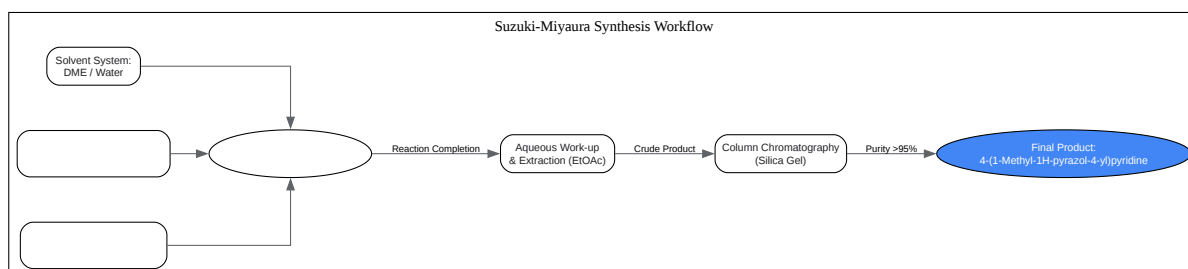 Suzuki-Miyaura Synthesis Workflow
Solvent System:
DME / Water
Reaction Completion
Aqueous Work-up
& Extraction (EtOAc)
Crude Product
Column Chromatography
(Silica Gel)
Purity >95%
Final Product:
4-(1-Methyl-1H-pyrazol-4-yl)pyridine